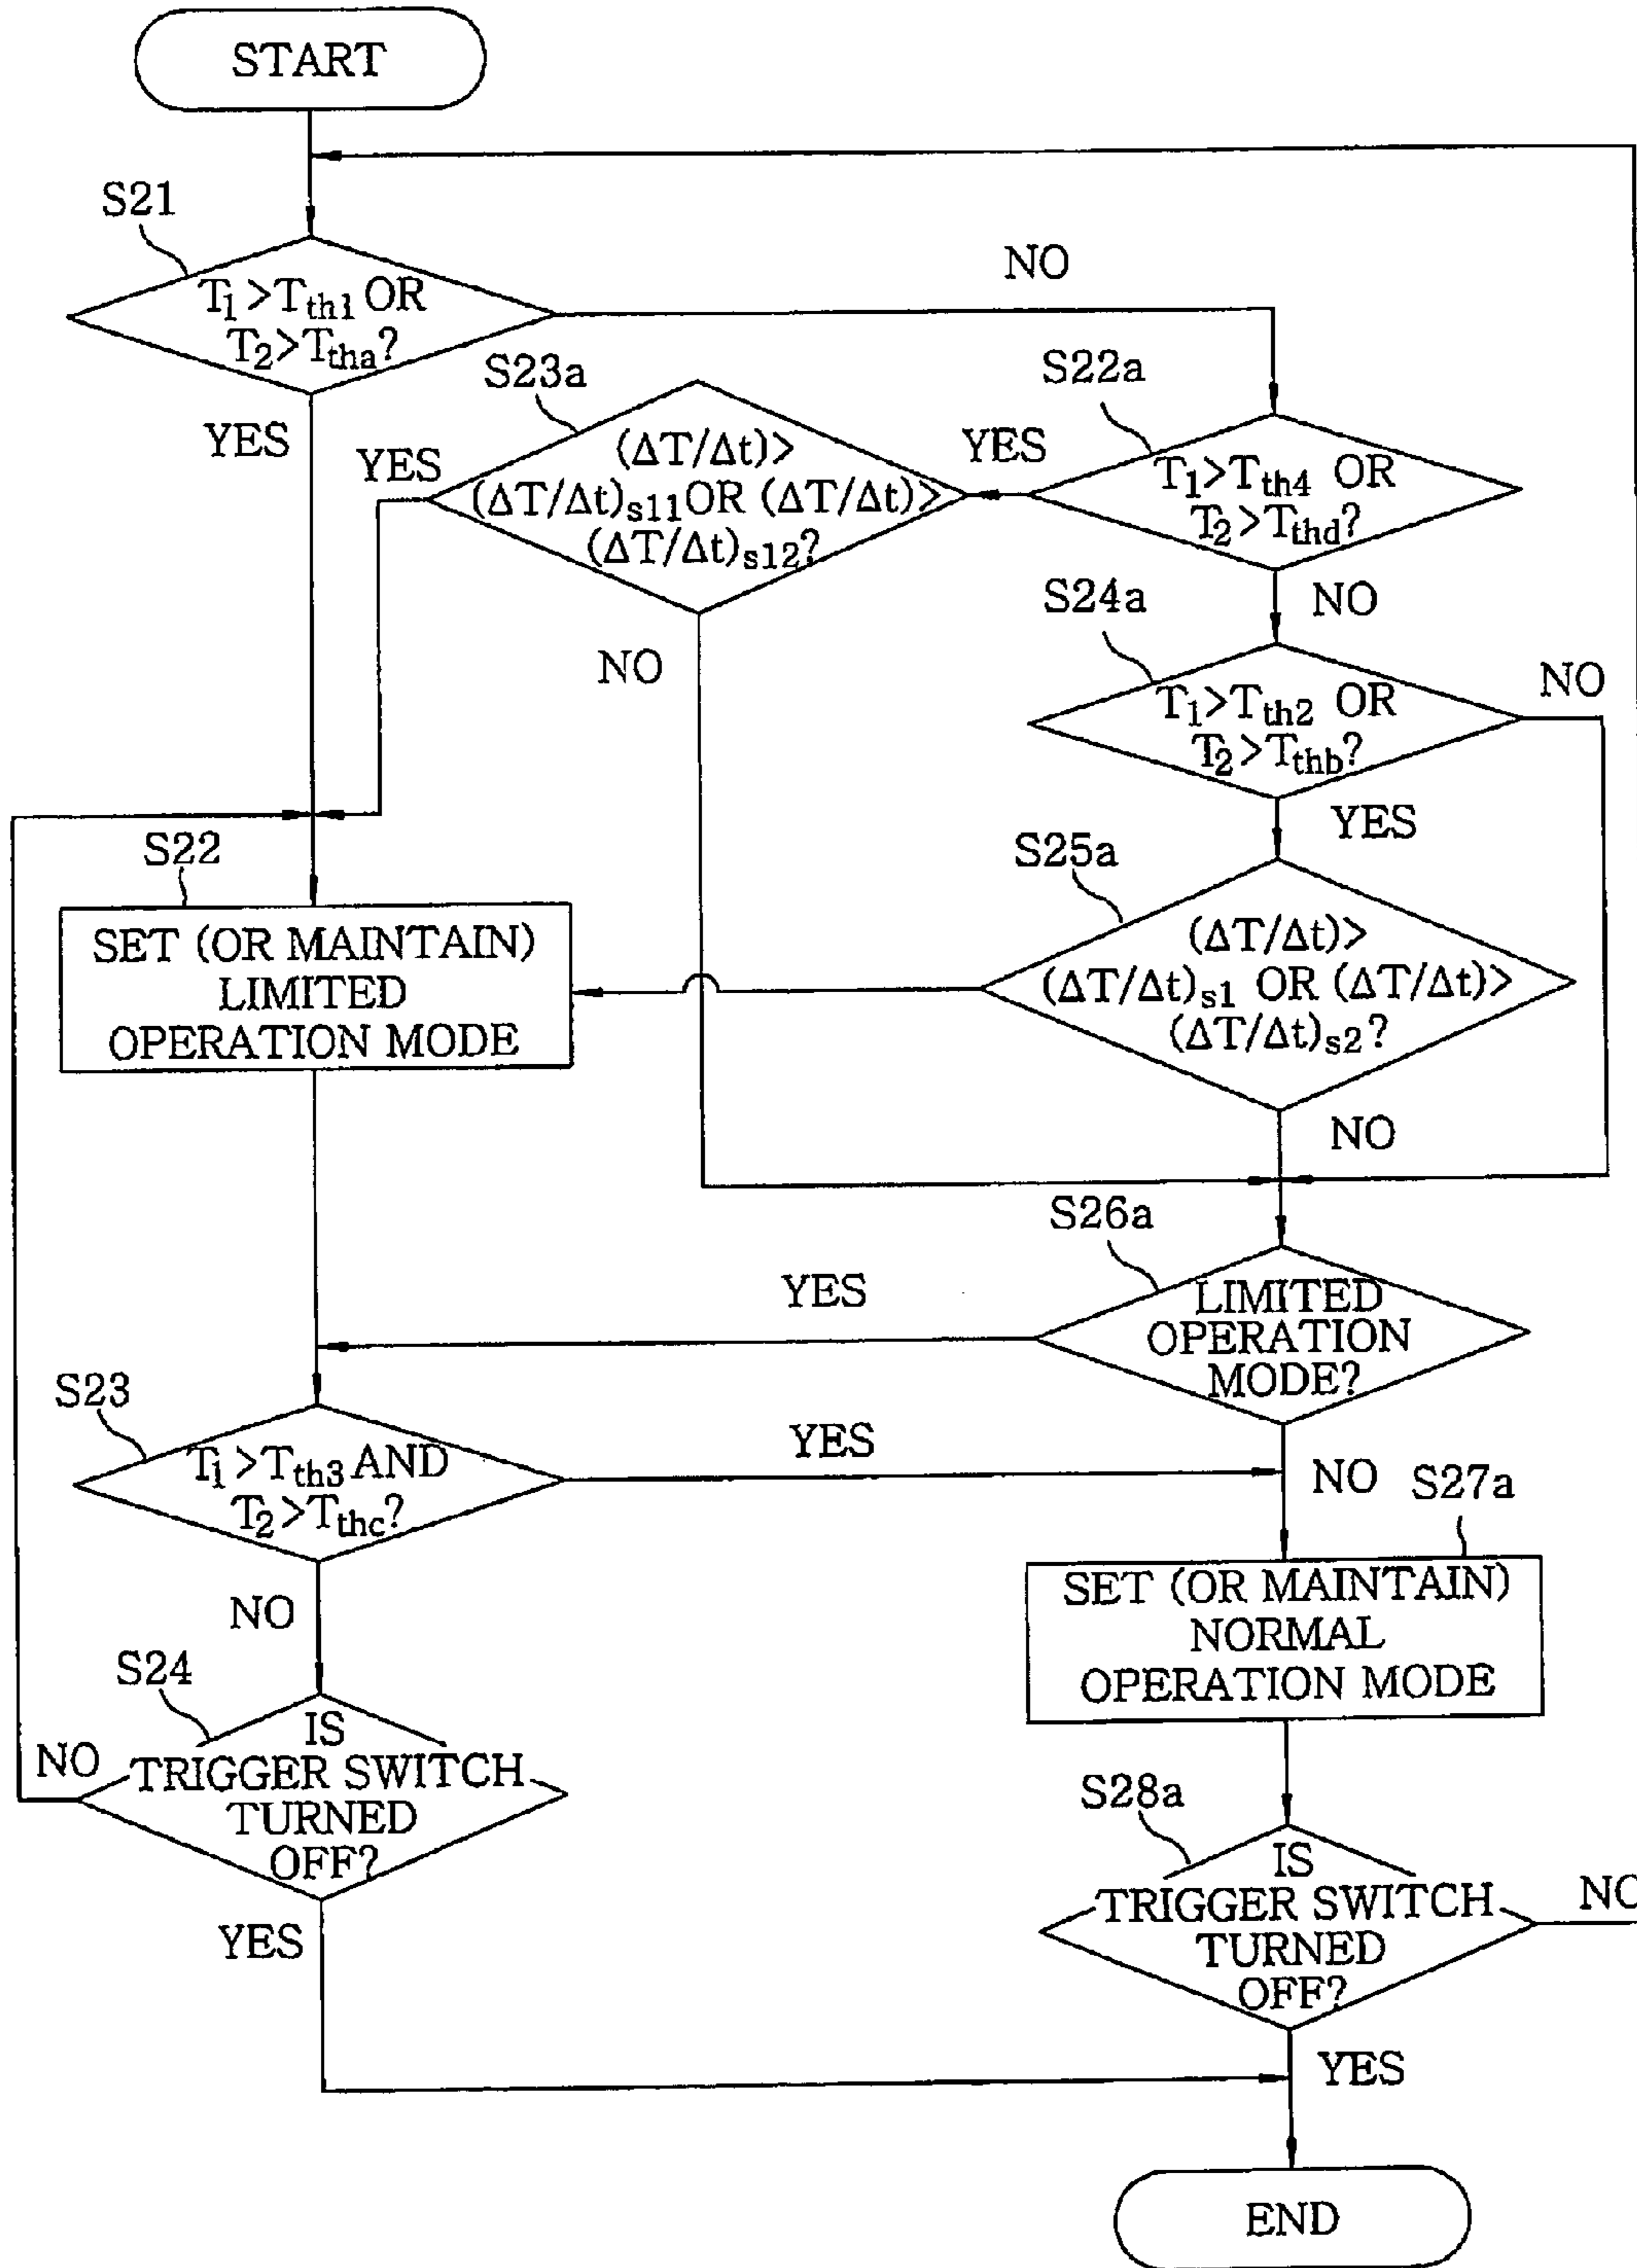 START
S21
T₁>Tth1 OR
T₂>Ttha?
NO
YES
S23a
(ΔT/Δt)>
(ΔT/Δt)s11 OR (ΔT/Δt)>
(ΔT/Δt)s12?
YES
NO
S22a
T₁>Tth4 OR
T₂>Tthd?
YES
NO
S24a
T₁>Tth2 OR
T₂>Tthb?
NO
YES
S22
SET (OR MAINTAIN)
LIMITED
OPERATION MODE
S25a
(ΔT/Δt)>
(ΔT/Δt)s1 OR (ΔT/Δt)>
(ΔT/Δt)s2?
NO
S26a
LIMITED
OPERATION
MODE?
YES
NO
S23
T₁>Tth3 AND
T₂>Tthc?
YES
NO
S27a
SET (OR MAINTAIN)
NORMAL
OPERATION MODE
S24
IS
TRIGGER SWITCH
TURNED
OFF?
NO
YES
S28a
IS
TRIGGER SWITCH
TURNED
OFF?
NO
YES
END